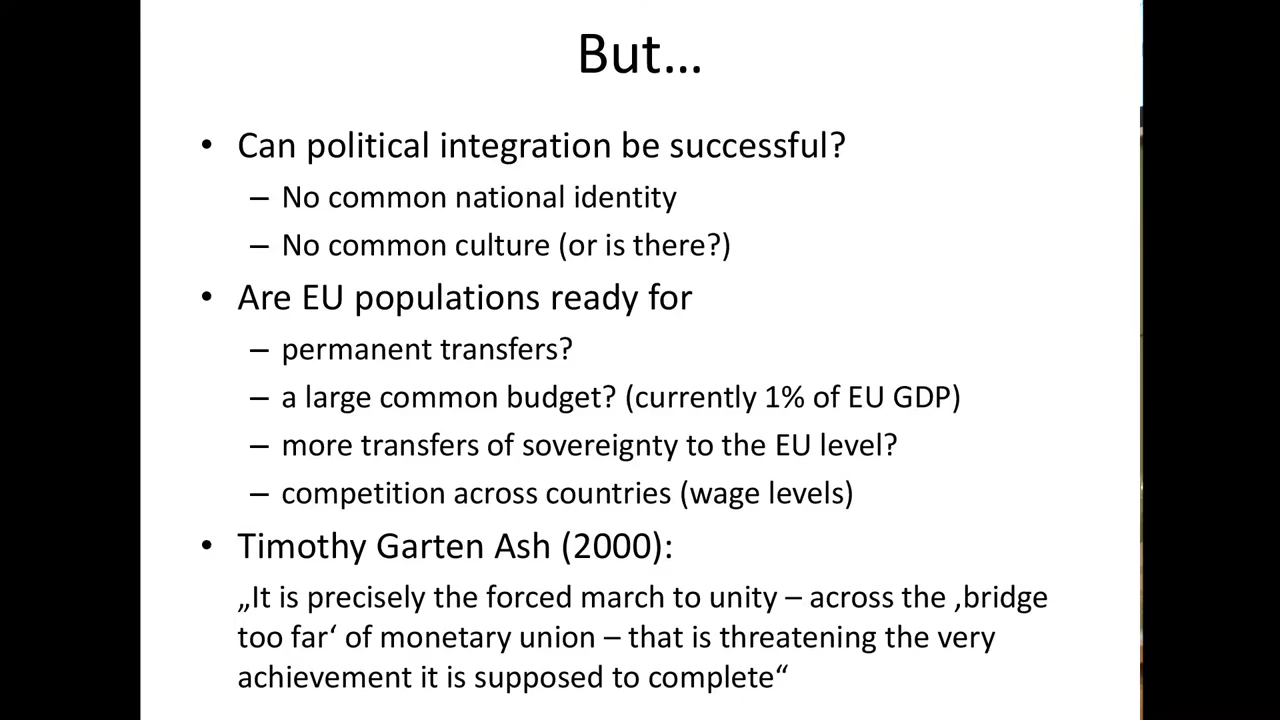 But...
• Can political integration be successful?
– No common national identity
– No common culture (or is there?)
• Are EU populations ready for
– permanent transfers?
– a large common budget? (currently 1% of EU GDP)
– more transfers of sovereignty to the EU level?
– competition across countries (wage levels)
• Timothy Garten Ash (2000):
„It is precisely the forced march to unity – across the ‚bridge
too far‘ of monetary union – that is threatening the very
achievement it is supposed to complete“